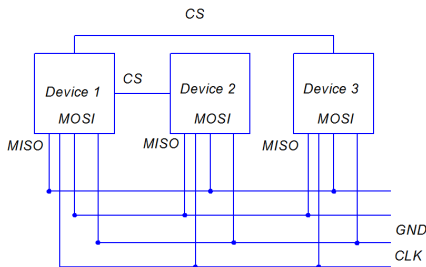 CS
CS
Device 1
Device 2
Device 3
MOSI
MOSI
MOSI
MISO
MISO
MISO
GND
CLK